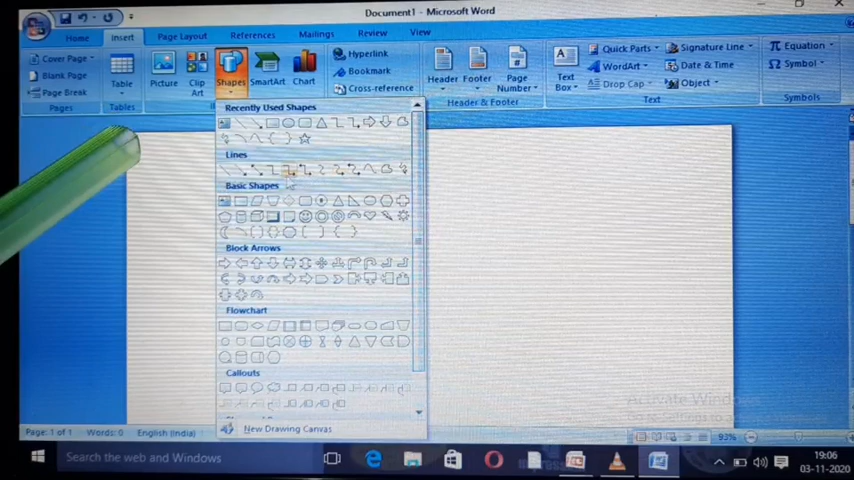 Document1 - Microsoft Word
Home Insert Page Layout References Mailings Review View
Cover Page
Blank Page
Page Break
Pages
Table
Tables
Picture
Clip Art
Shapes
SmartArt
Chart
Hyperlink
Bookmark
Cross-reference
Header
Footer
Page Number
Header & Footer
Text Box
Quick Parts
WordArt
Drop Cap
Signature Line
Date & Time
Object
Text
Equation
Symbol
Symbols
Recently Used Shapes
Lines
Basic Shapes
Block Arrows
Flowchart
Callouts
New Drawing Canvas
Activate Windows
Page: 1 of 1 Words: 0 English (India)
93%
Search the web and Windows
19:06
03-11-2020